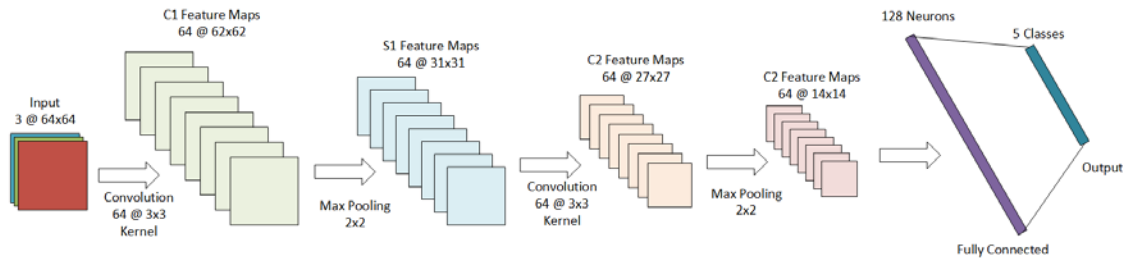 C1 Feature Maps
64 @ 62x62
S1 Feature Maps
64 @ 31x31
C2 Feature Maps
64 @ 27x27
C2 Feature Maps
64 @ 14x14
128 Neurons
5 Classes
Input
3 @ 64x64
Convolution
64 @ 3x3
Kernel
Max Pooling
2x2
Convolution
64 @ 3x3
Kernel
Max Pooling
2x2
Output
Fully Connected